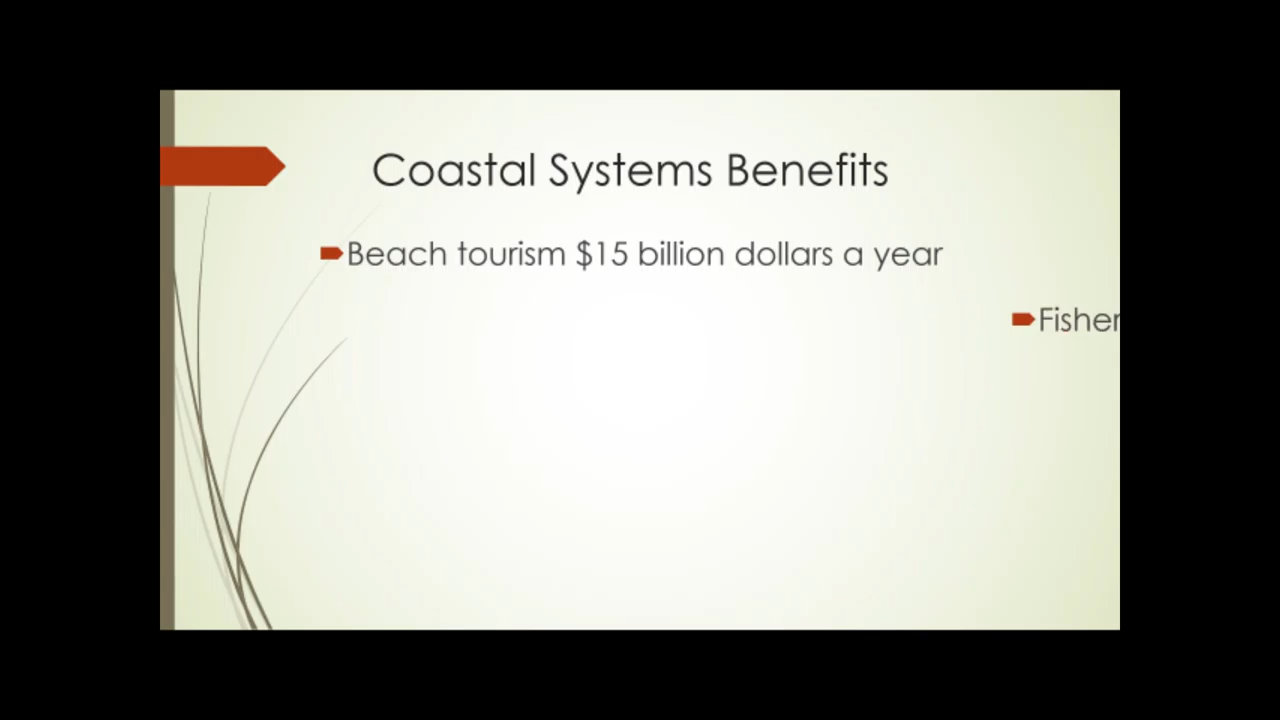 Coastal Systems Benefits
Beach tourism $15 billion dollars a year
Fisher